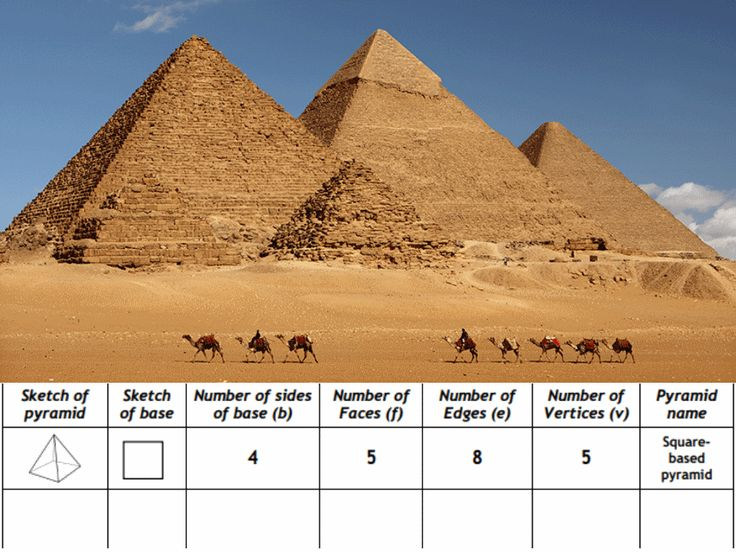 Sketch of pyramid
Sketch of base
Number of sides of base (b)
Number of Faces (f)
Number of Edges (e)
Number of Vertices (v)
Pyramid name
4
5
8
5
Square-
based
pyramid